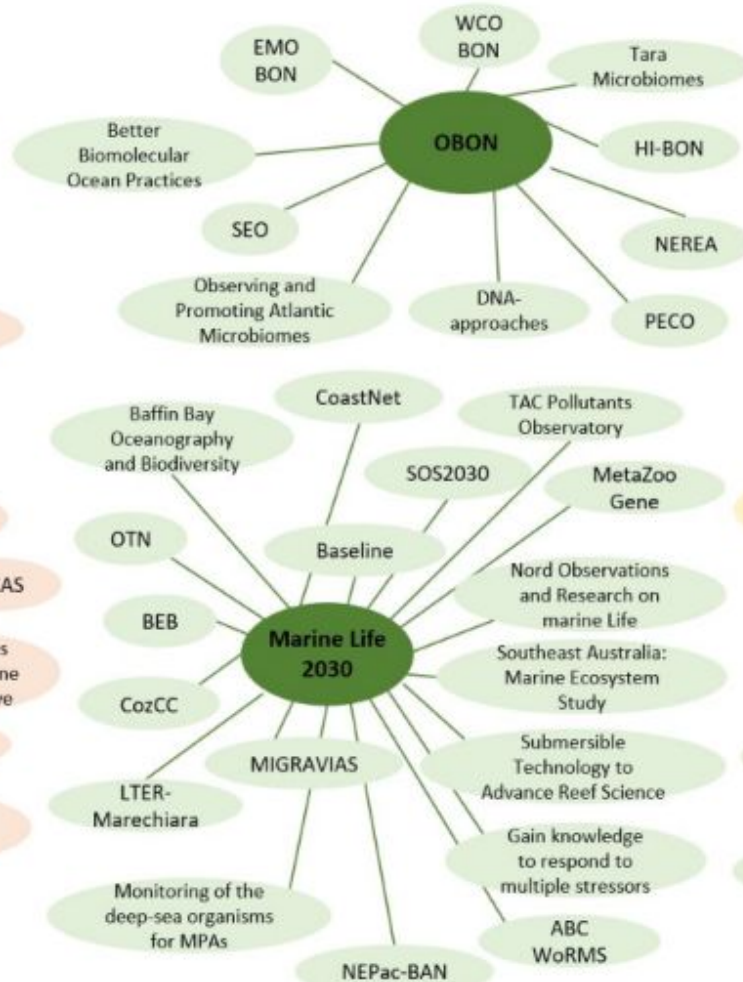 EMO
BON
WCO
BON
Tara
Microbiomes
OBON
Better
Biomolecular
Ocean Practices
HI-BON
SEO
NEREA
Observing and
Promoting Atlantic
Microbiomes
DNA-
approaches
PECO
Baffin Bay
Oceanography
and Biodiversity
CoastNet
TAC Pollutants
Observatory
SOS2030
MetaZoo
Gene
OTN
Baseline
AS
Nord Observations
and Research on
marine Life
BEB
Marine Life
2030
s
ne
ve
Southeast Australia:
Marine Ecosystem
Study
CozCC
MIGRAVIAS
Submersible
Technology to
Advance Reef Science
LTER-
Marechiara
Gain knowledge
to respond to
multiple stressors
Monitoring of the
deep-sea organisms
for MPAs
ABC
WoRMS
NEPac-BAN